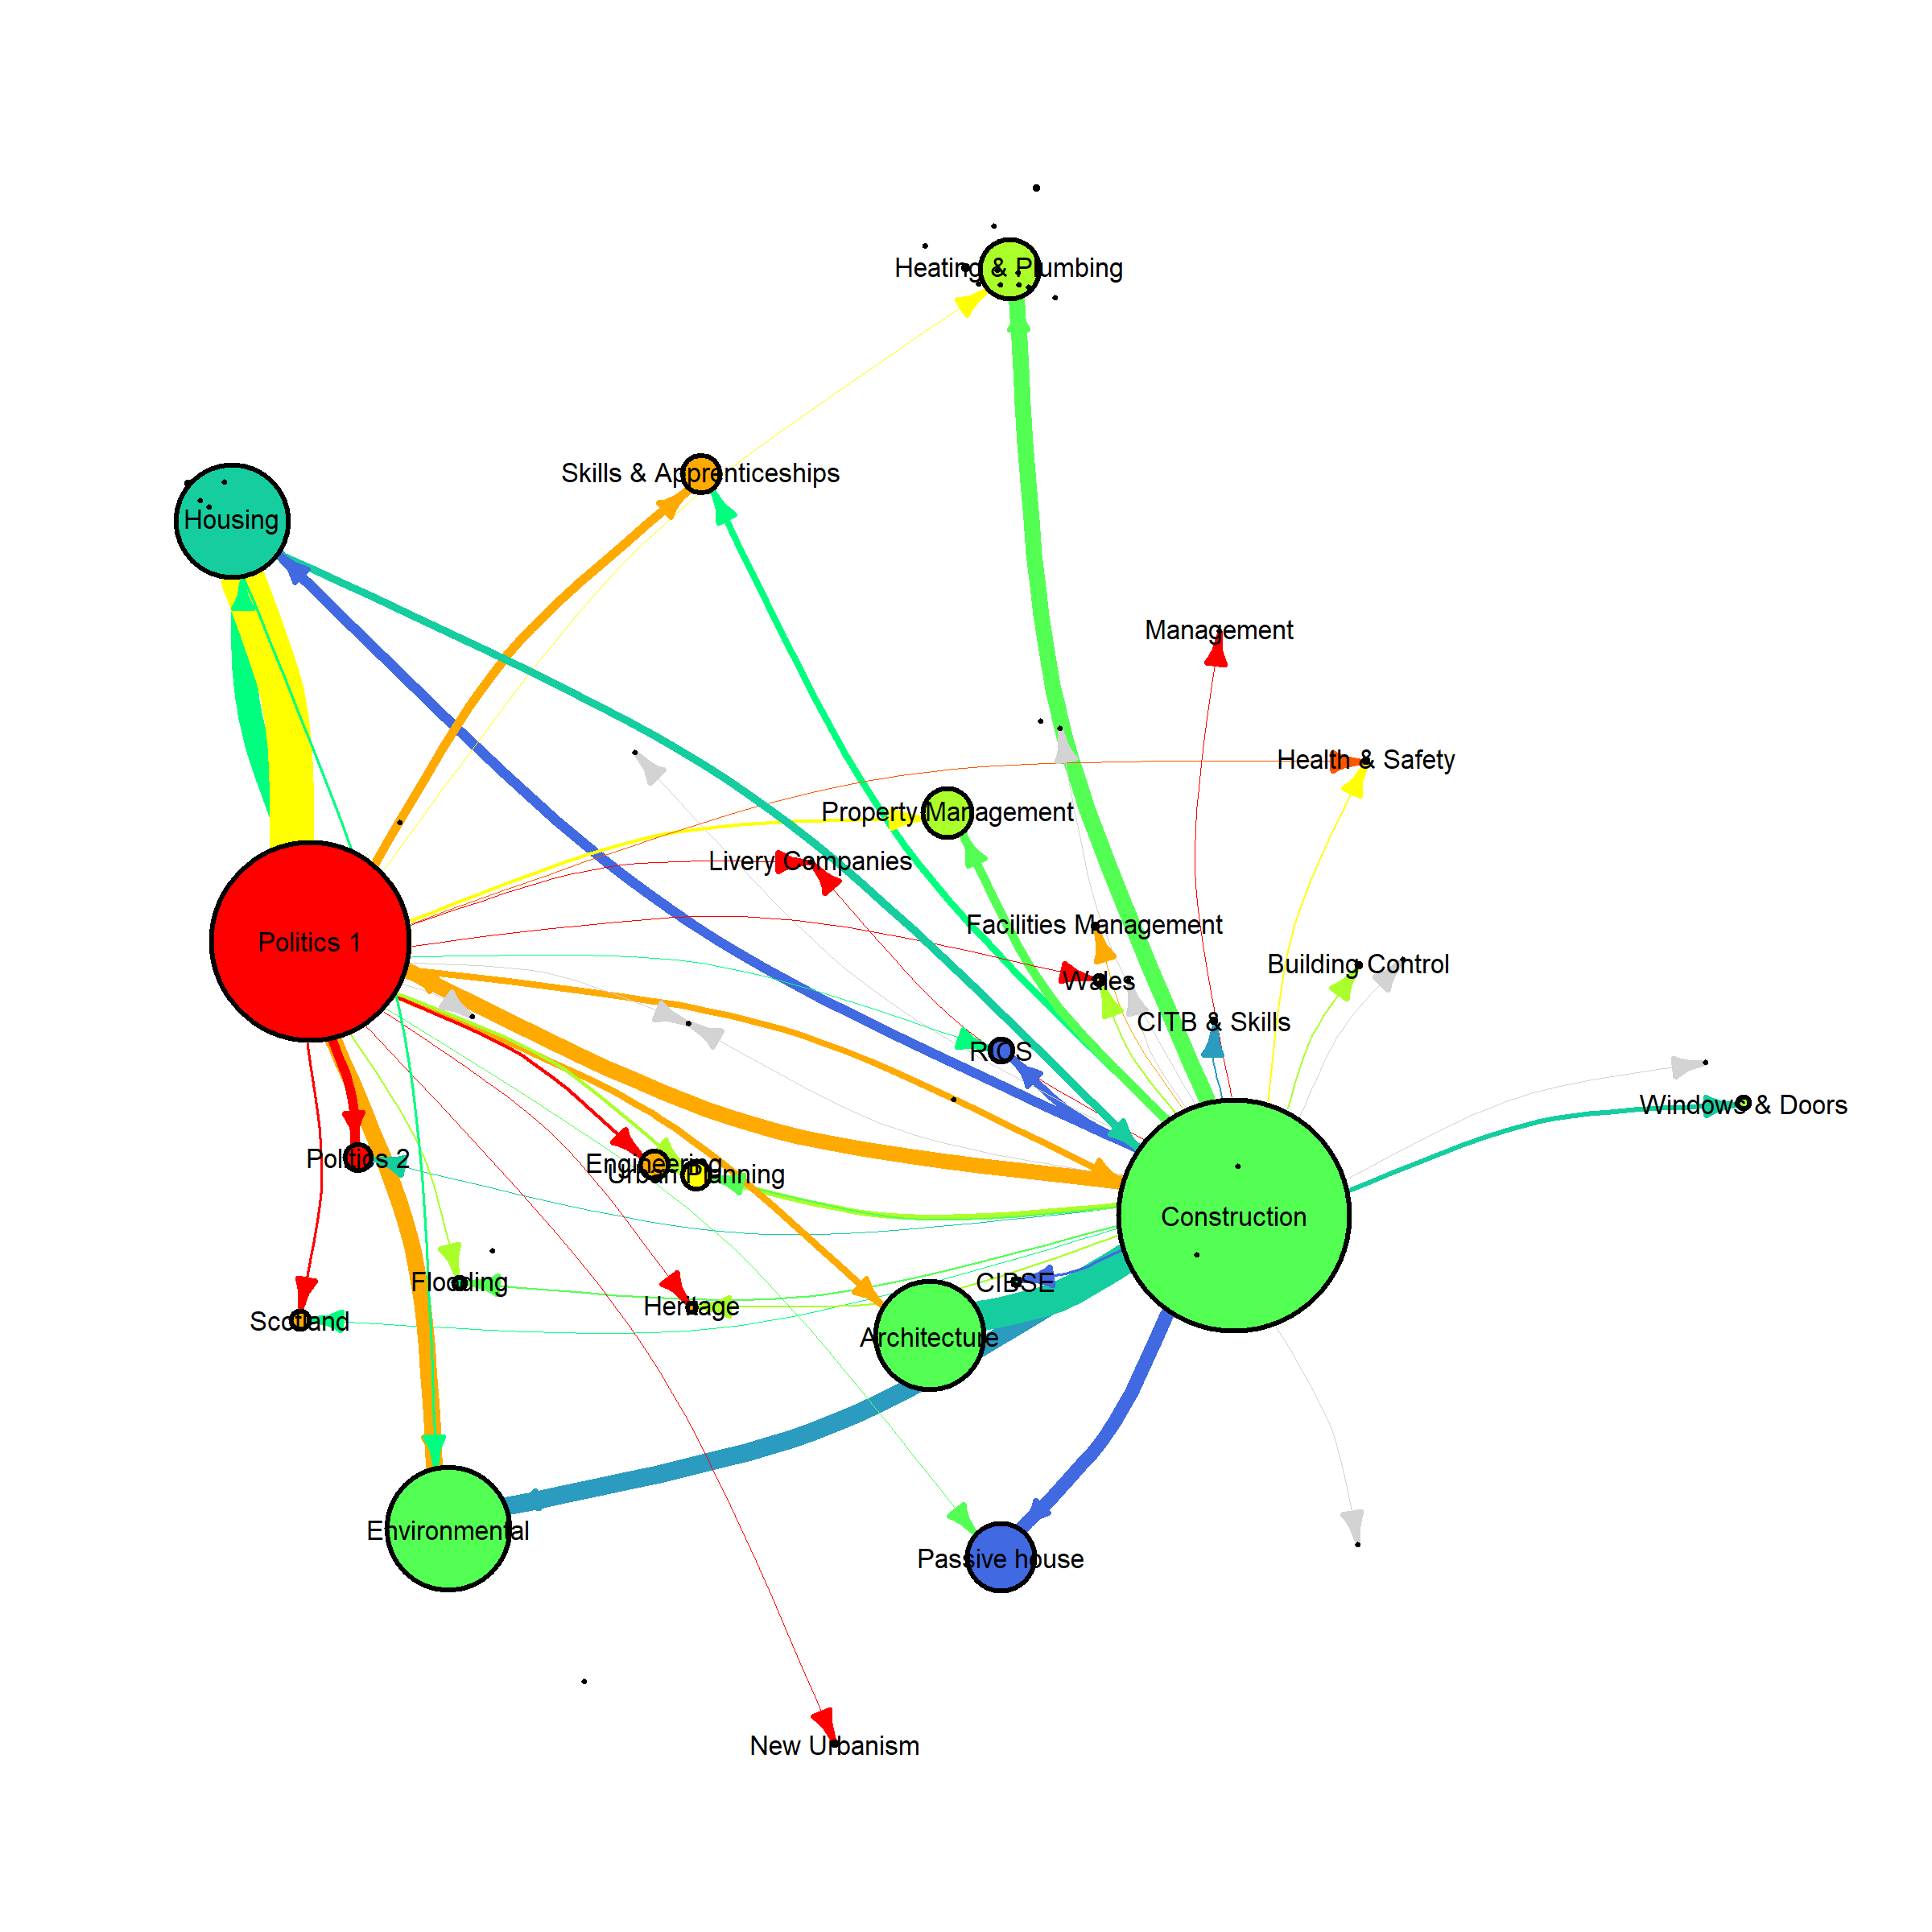 Heating & Plumbing
Skills & Apprenticeships
Housing
Management
Health & Safety
Property Management
Livery Companies
Facilities Management
Politics 1
Building Control
Wales
CITB & Skills
RICS
Windows & Doors
Politics 2
Engineering
Urban Planning
Construction
Flooding
CIBSE
Heritage
Scotland
Architecture
Environmental
Passive house
New Urbanism